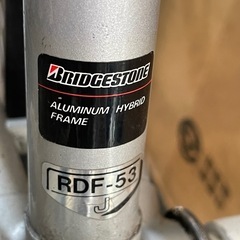 BRIDGESTONE
ALUMINUM HYBRID
FRAME
RDF-53
J